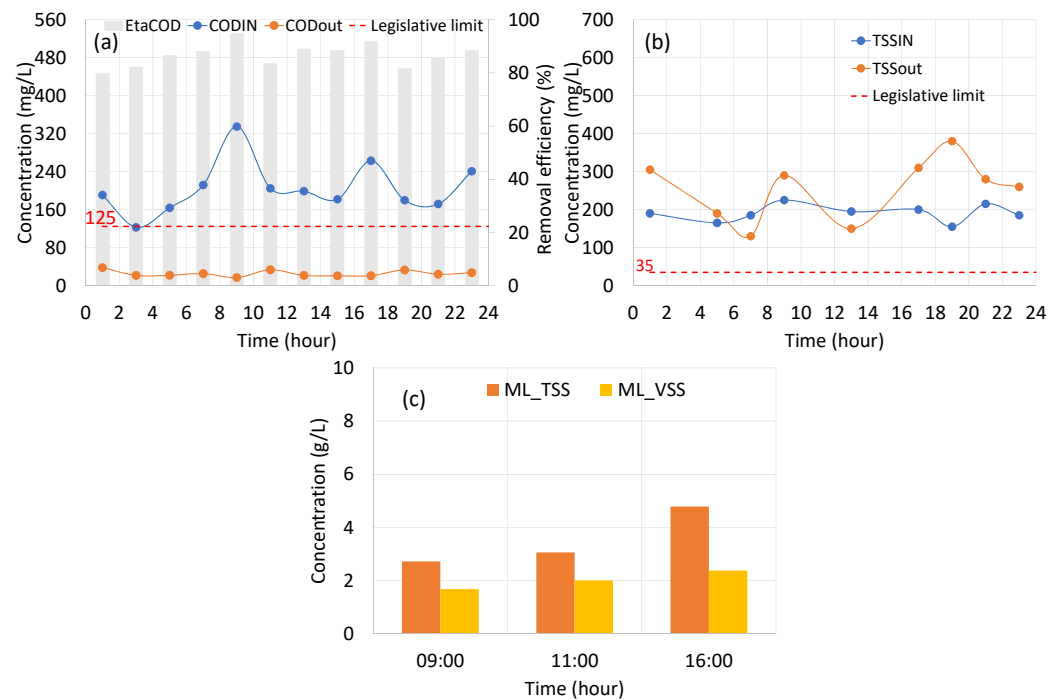 EtaCOD CODIN CODout Legislative limit
(a)
Concentration (mg/L)
560
480
400
320
240
160
80
0
125
100
80
60
40
20
0
Removal efficiency (%)
0 2 4 6 8 10 12 14 16 18 20 22 24
Time (hour)
(b)
TSSIN
TSSout
Legislative limit
Concentration (mg/L)
700
600
500
400
300
200
100
0
35
0 2 4 6 8 10 12 14 16 18 20 22 24
Time (hour)
(c)
ML_TSS ML_VSS
Concentration (g/L)
10
8
6
4
2
0
09:00 11:00 16:00
Time (hour)